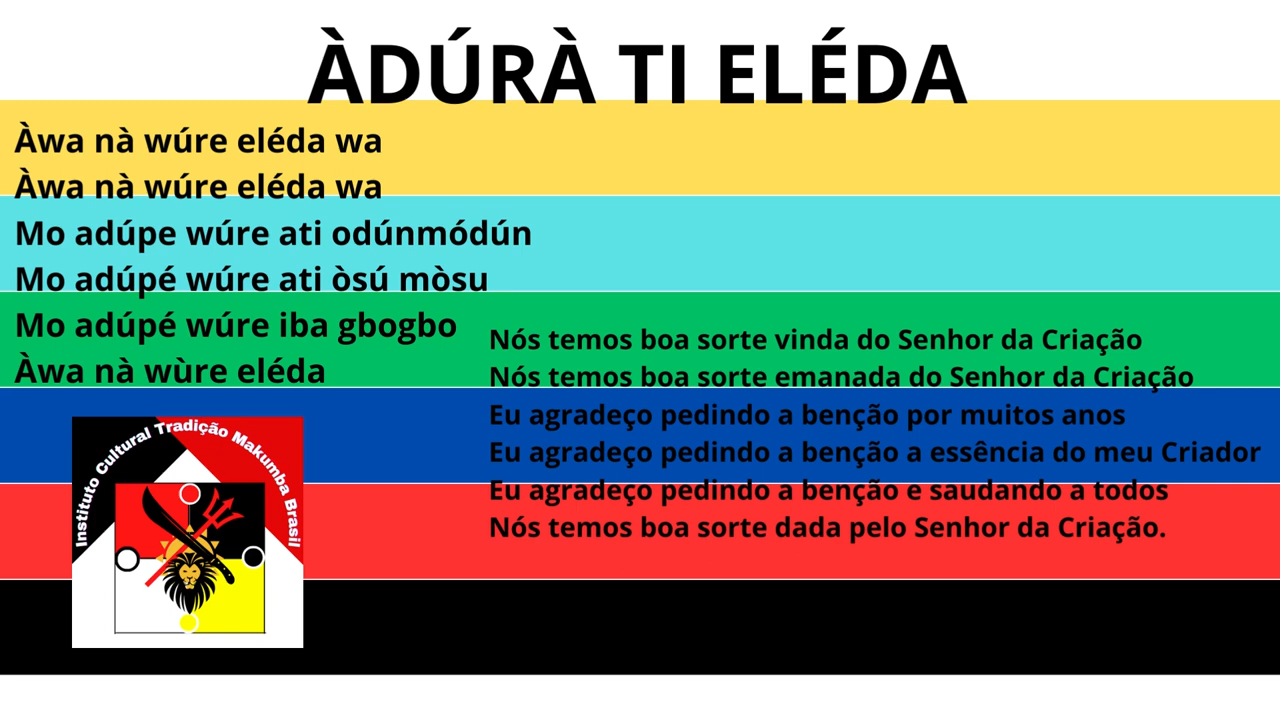 ÀDÚRÀ TI ELÉDA
Àwa nà wúre eléda wa
Àwa nà wúre eléda wa
Mo adúpe wúre ati odúnmódún
Mo adúpé wúre ati òsú mòsu
Mo adúpé wúre iba gbogbo
Àwa nà wùre eléda
Nós temos boa sorte vinda do Senhor da Criação
Nós temos boa sorte emanada do Senhor da Criação
Eu agradeço pedindo a benção por muitos anos
Eu agradeço pedindo a benção a essência do meu Criador
Eu agradeço pedindo a benção e saudando a todos
Nós temos boa sorte dada pelo Senhor da Criação.
Instituto Cultural Tradição Makumba Brasil